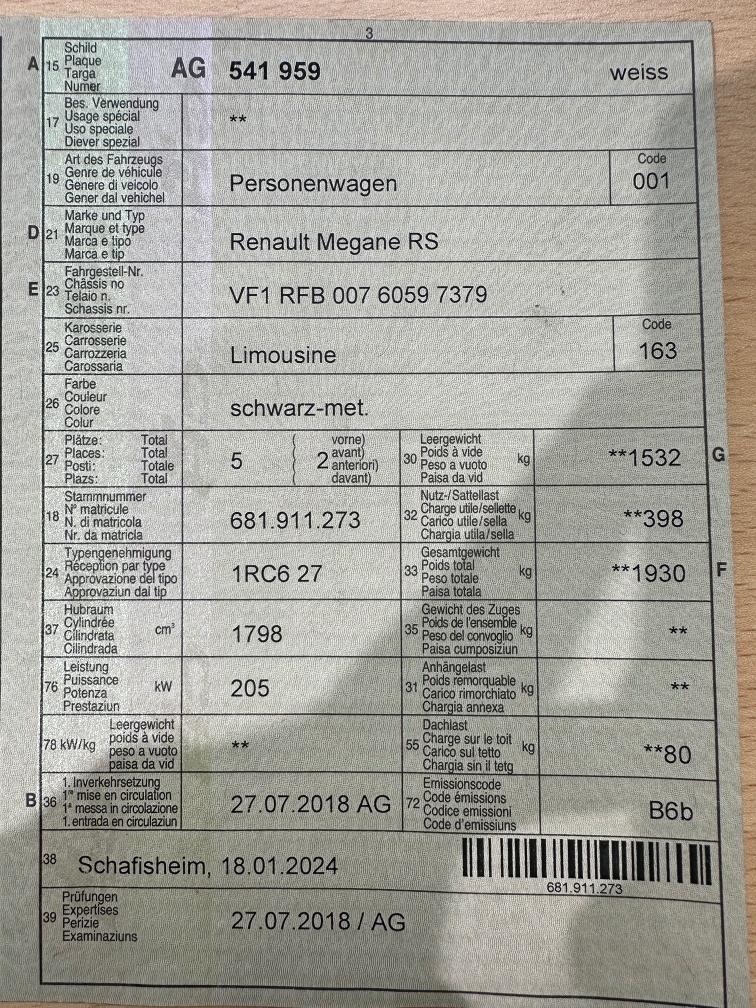 3
A 15 Schild
Plaque
Targa
Numer
AG 541 959 weiss
17 Bes. Verwendung
Usage spécial
Uso speciale
Diever spezial
**
19 Art des Fahrzeugs
Genre de véhicule
Genere di veicolo
Gener dal vehichel
Personenwagen
Code
001
D 21 Marke und Typ
Marque et type
Marca e tipo
Marca e tip
Renault Megane RS
E 23 Fahrgestell-Nr.
Châssis no
Telaio n.
Schassis nr.
VF1 RFB 007 6059 7379
25 Karosserie
Carrosserie
Carrozzeria
Carossaria
Limousine
Code
163
26 Farbe
Couleur
Colore
Colur
schwarz-met.
27 Plätze: Total
Places: Total
Posti: Totale
Plazs: Total
5 ( 2 vorne)
avant)
anteriori)
davant)
30 Leergewicht
Poids à vide
Peso a vuoto
Paisa da vid
kg
**1532 G
18 Stammnummer
N° matricule
N. di matricola
Nr. da matricla
681.911.273
32 Nutz-/Sattellast
Charge utile/sellette
Carico utile/sella
Chargia utila/sella
kg
**398
24 Typengenehmigung
Réception par type
Approvazione del tipo
Approvaziun dal tip
1RC6 27
33 Gesamtgewicht
Poids total
Peso totale
Paisa totala
kg
**1930 F
37 Hubraum
Cylindrée
Cilindrata
Cilindrada
cm³
1798
35 Gewicht des Zuges
Poids de l'ensemble
Peso del convoglio
Paisa cumposiziun
kg
**
76 Leistung
Puissance
Potenza
Prestaziun
kW
205
31 Anhängelast
Poids remorquable
Carico rimorchiato
Chargia annexa
kg
**
78 kW/kg Leergewicht
poids à vide
peso a vuoto
paisa da vid
**
55 Dachlast
Charge sur le toit
Carico sul tetto
Chargia sin il tetg
kg
**80
B 36 1. Inverkehrsetzung
1re mise en circulation
1a messa in circolazione
1. entrada en circulaziun
27.07.2018 AG
72 Emissionscode
Code émissions
Codice emissioni
Code d'emissiuns
B6b
38 Schafisheim, 18.01.2024
681.911.273
39 Prüfungen
Expertises
Perizie
Examinaziuns
27.07.2018 / AG